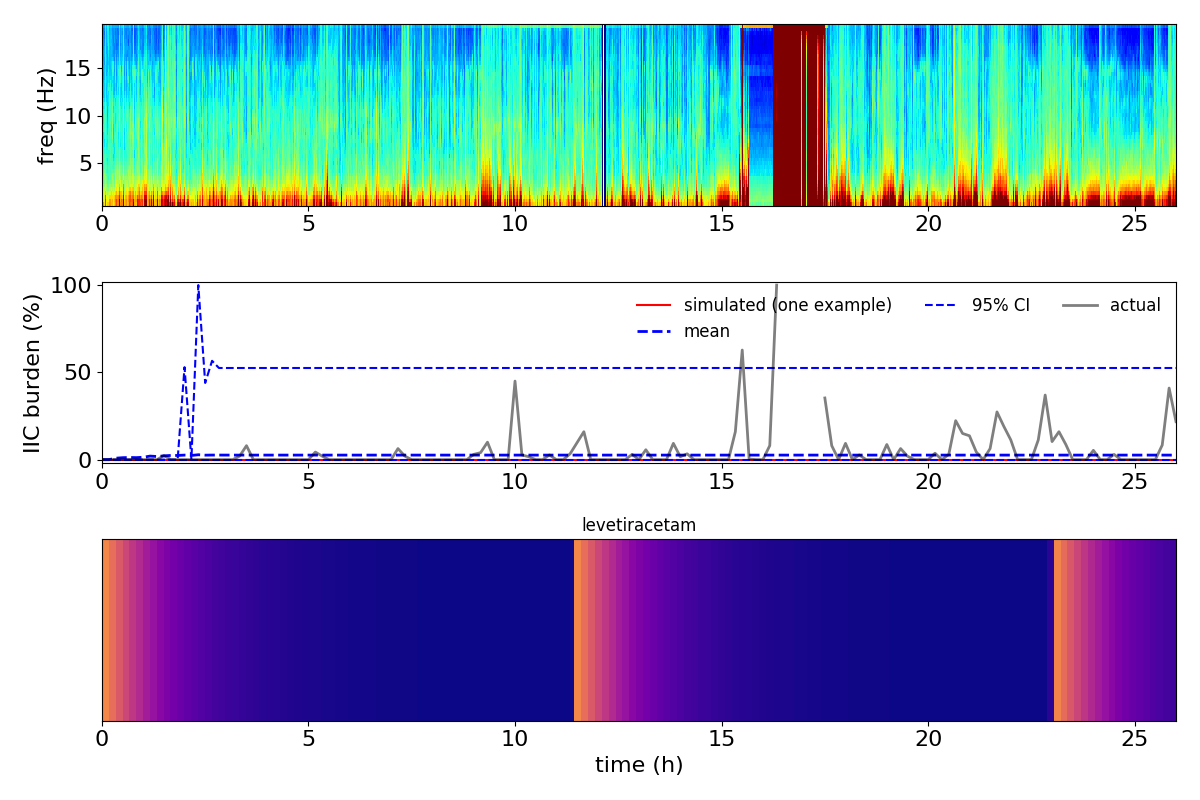 freq (Hz)
15
10
5
0 5 10 15 20 25
IIC burden (%)
100
50
0
simulated (one example) 95% CI actual
mean
0 5 10 15 20 25
levetiracetam
0 5 10 15 20 25
time (h)